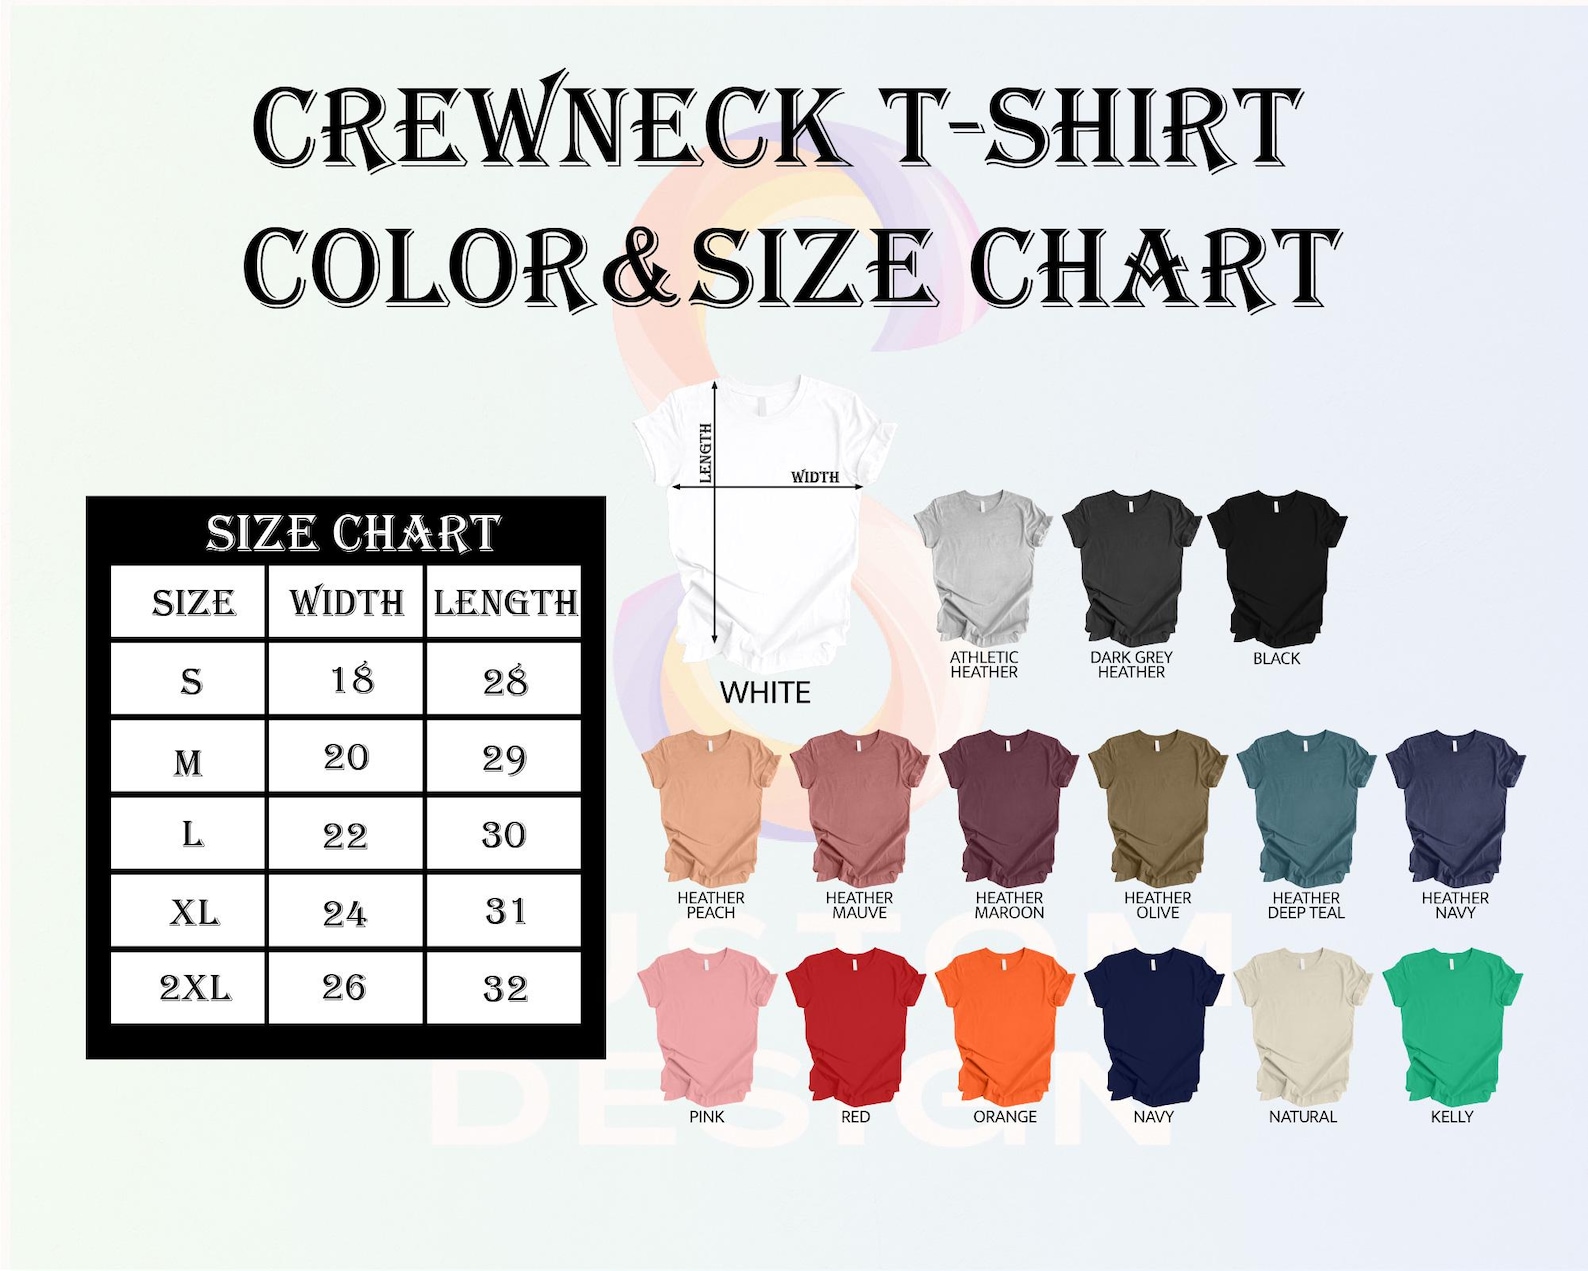 CREWNECK T-SHIRT
COLOR&SIZE CHART
LENGTH
WIDTH
WHITE
SIZE CHART
SIZE WIDTH LENGTH
S 18 28
M 20 29
L 22 30
XL 24 31
2XL 26 32
ATHLETIC
HEATHER
DARK GREY
HEATHER
BLACK
HEATHER
PEACH
HEATHER
MAUVE
HEATHER
MAROON
HEATHER
OLIVE
HEATHER
DEEP TEAL
HEATHER
NAVY
PINK
RED
ORANGE
NAVY
NATURAL
KELLY
DESIGN